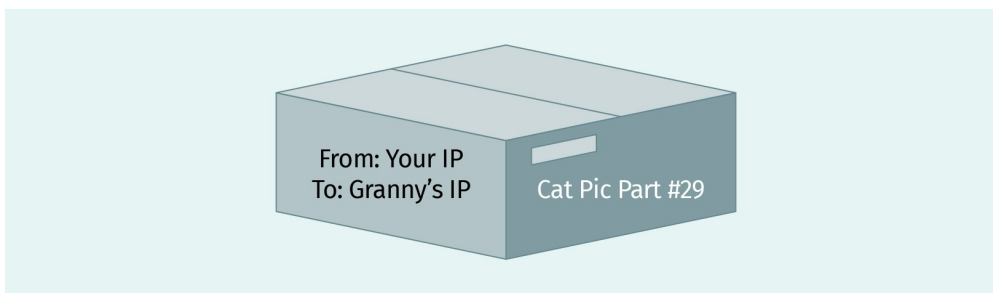 From: Your IP
To: Granny’s IP
Cat Pic Part #29